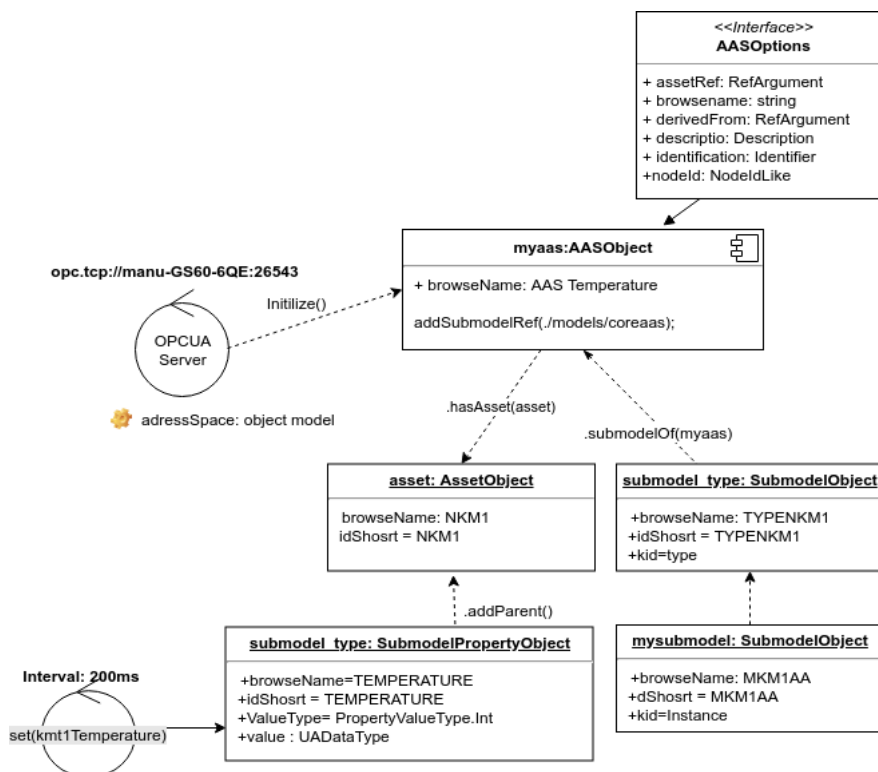 <<Interface>>
AASOptions
+ assetRef: RefArgument
+ browsename: string
+ derivedFrom: RefArgument
+ descriptio: Description
+ identification: Identifier
+nodeId: NodeIdLike
myaas:AASObject
+ browseName: AAS Temperature
addSubmodelRef(./models/coreaas);
opc.tcp://manu-GS60-6QE:26543
Initilize()
OPCUA
Server
adressSpace: object model
.hasAsset(asset)
.submodelOf(myaas)
asset: AssetObject
browseName: NKM1
idShosrt = NKM1
submodel_type: SubmodelObject
+browseName: TYPENKM1
+idShosrt = TYPENKM1
+kid=type
.addParent()
submodel_type: SubmodelPropertyObject
+browseName=TEMPERATURE
+idShosrt = TEMPERATURE
+ValueType= PropertyValueType.Int
+value : UADataType
mysubmodel: SubmodelObject
+browseName: MKM1AA
+dShosrt = MKM1AA
+kid=Instance
Interval: 200ms
set(kmt1Temperature)